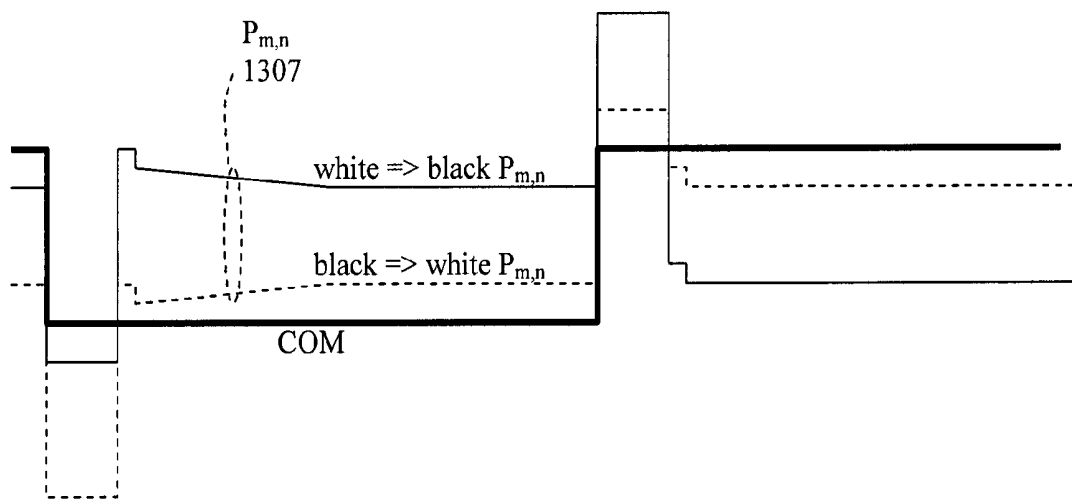 P_{m,n}
1307
white => black P_{m,n}
black => white P_{m,n}
COM